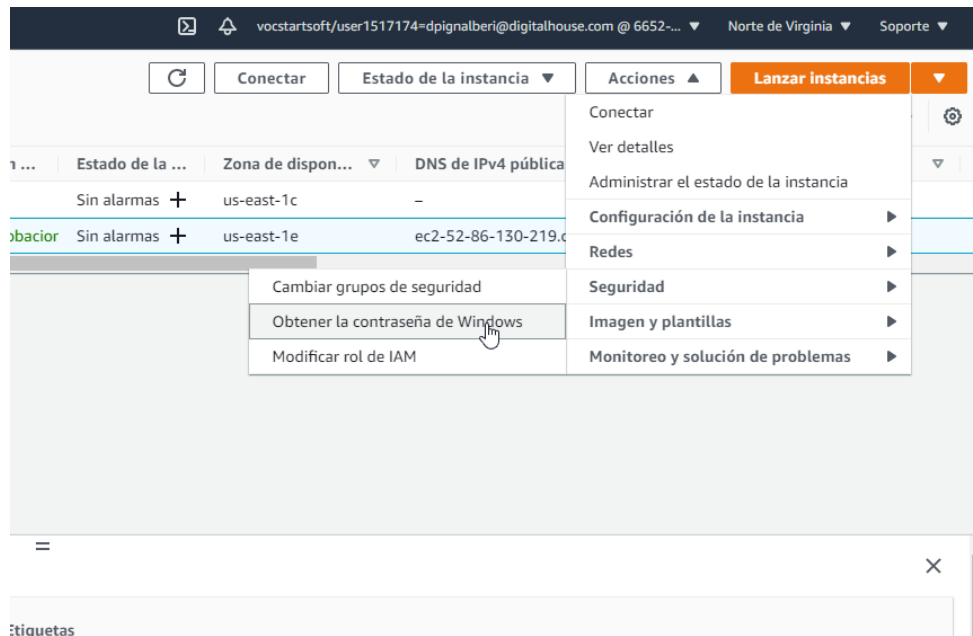 vocstartsoft/user1517174=dpignalberi@digitalhouse.com @ 6652-... Norte de Virginia Soporte
Conectar Estado de la instancia Acciones Lanzar instancias
Conectar
Ver detalles
Administrar el estado de la instancia
Configuración de la instancia
Redes
Seguridad
Imagen y plantillas
Monitoreo y solución de problemas
Estado de la ... Zona de dispon... DNS de IPv4 pública
Sin alarmas + us-east-1c –
obacior Sin alarmas + us-east-1e ec2-52-86-130-219.c
Cambiar grupos de seguridad
Obtener la contraseña de Windows
Modificar rol de IAM
Etiquetas